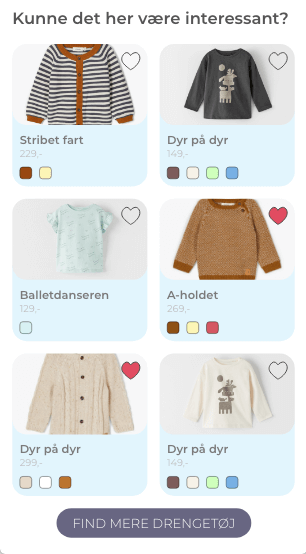 Kunne det her være interessant?
Stribet fart
229,-
Dyr på dyr
149,-
Balletdanseren
129,-
A-holdet
269,-
Dyr på dyr
299,-
Dyr på dyr
149,-
FIND MERE DRENGETØJ